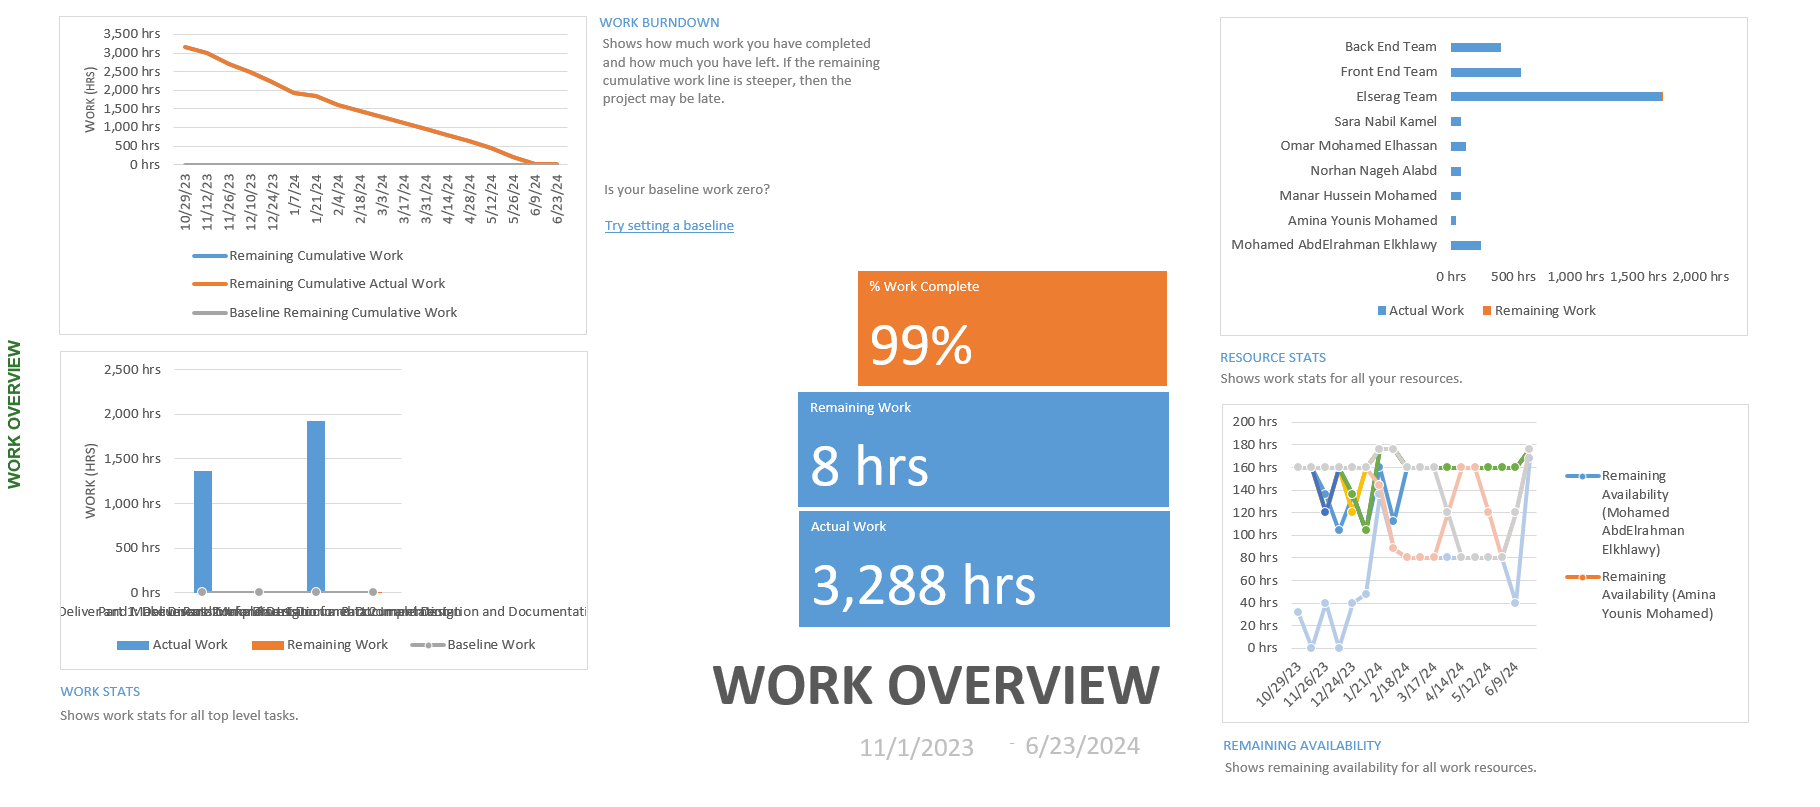 WORK OVERVIEW
3,500 hrs
3,000 hrs
2,500 hrs
2,000 hrs
1,500 hrs
1,000 hrs
500 hrs
0 hrs
WORK (HRS)
10/29/23
11/12/23
11/26/23
12/10/23
12/24/23
1/7/24
1/21/24
2/4/24
2/18/24
3/3/24
3/17/24
3/31/24
4/14/24
4/28/24
5/12/24
5/26/24
6/9/24
6/23/24
Remaining Cumulative Work
Remaining Cumulative Actual Work
Baseline Remaining Cumulative Work
WORK BURNDOWN
Shows how much work you have completed
and how much you have left. If the remaining
cumulative work line is steeper, then the
project may be late.
Is your baseline work zero?
Try setting a baseline
2,500 hrs
2,000 hrs
1,500 hrs
1,000 hrs
500 hrs
0 hrs
WORK (HRS)
Actual Work
Remaining Work
Baseline Work
WORK STATS
Shows work stats for all top level tasks.
% Work Complete
99%
Remaining Work
8 hrs
Actual Work
3,288 hrs
WORK OVERVIEW
11/1/2023 - 6/23/2024
Back End Team
Front End Team
Elserag Team
Sara Nabil Kamel
Omar Mohamed Elhassan
Norhan Nageh Alabd
Manar Hussein Mohamed
Amina Younis Mohamed
Mohamed AbdElrahman Elkhlawy
0 hrs 500 hrs 1,000 hrs 1,500 hrs 2,000 hrs
Actual Work Remaining Work
RESOURCE STATS
Shows work stats for all your resources.
200 hrs
180 hrs
160 hrs
140 hrs
120 hrs
100 hrs
80 hrs
60 hrs
40 hrs
20 hrs
0 hrs
10/29/23
11/26/23
12/24/23
1/21/24
2/18/24
3/17/24
4/14/24
5/12/24
6/9/24
Remaining
Availability
(Mohamed
AbdElrahman
Elkhlawy)
Remaining
Availability (Amina
Younis Mohamed)
REMAINING AVAILABILITY
Shows remaining availability for all work resources.